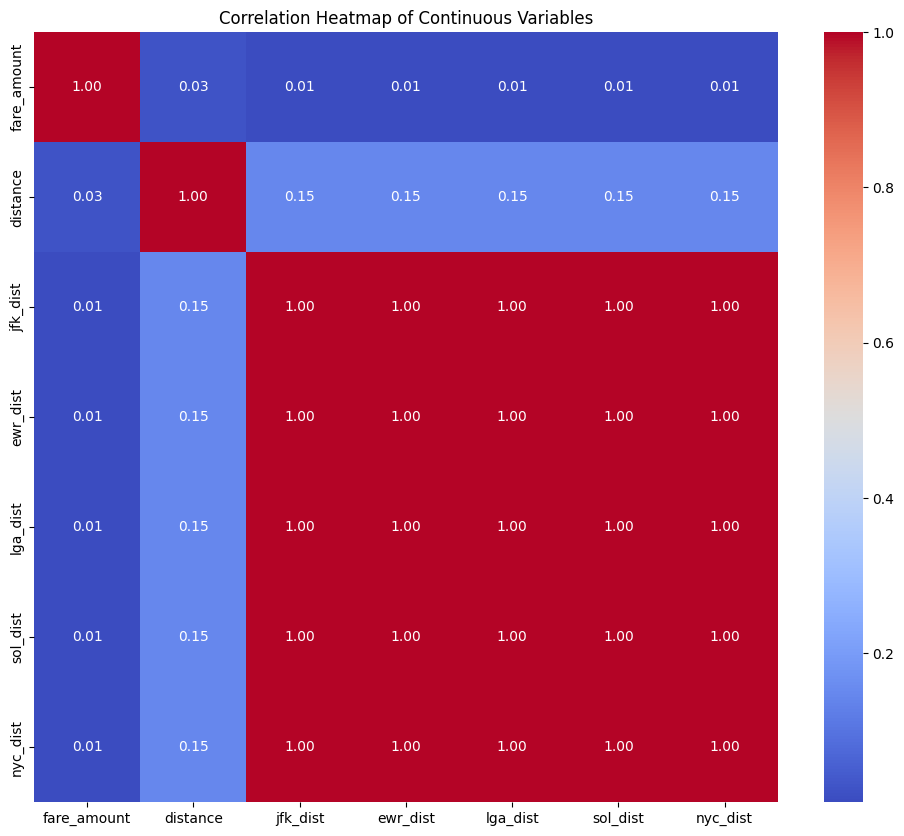 Correlation Heatmap of Continuous Variables
fare_amount 1.00 0.03 0.01 0.01 0.01 0.01 0.01
distance 0.03 1.00 0.15 0.15 0.15 0.15 0.15
jfk_dist 0.01 0.15 1.00 1.00 1.00 1.00 1.00
ewr_dist 0.01 0.15 1.00 1.00 1.00 1.00 1.00
lga_dist 0.01 0.15 1.00 1.00 1.00 1.00 1.00
sol_dist 0.01 0.15 1.00 1.00 1.00 1.00 1.00
nyc_dist 0.01 0.15 1.00 1.00 1.00 1.00 1.00
fare_amount distance jfk_dist ewr_dist lga_dist sol_dist nyc_dist
1.0
0.8
0.6
0.4
0.2